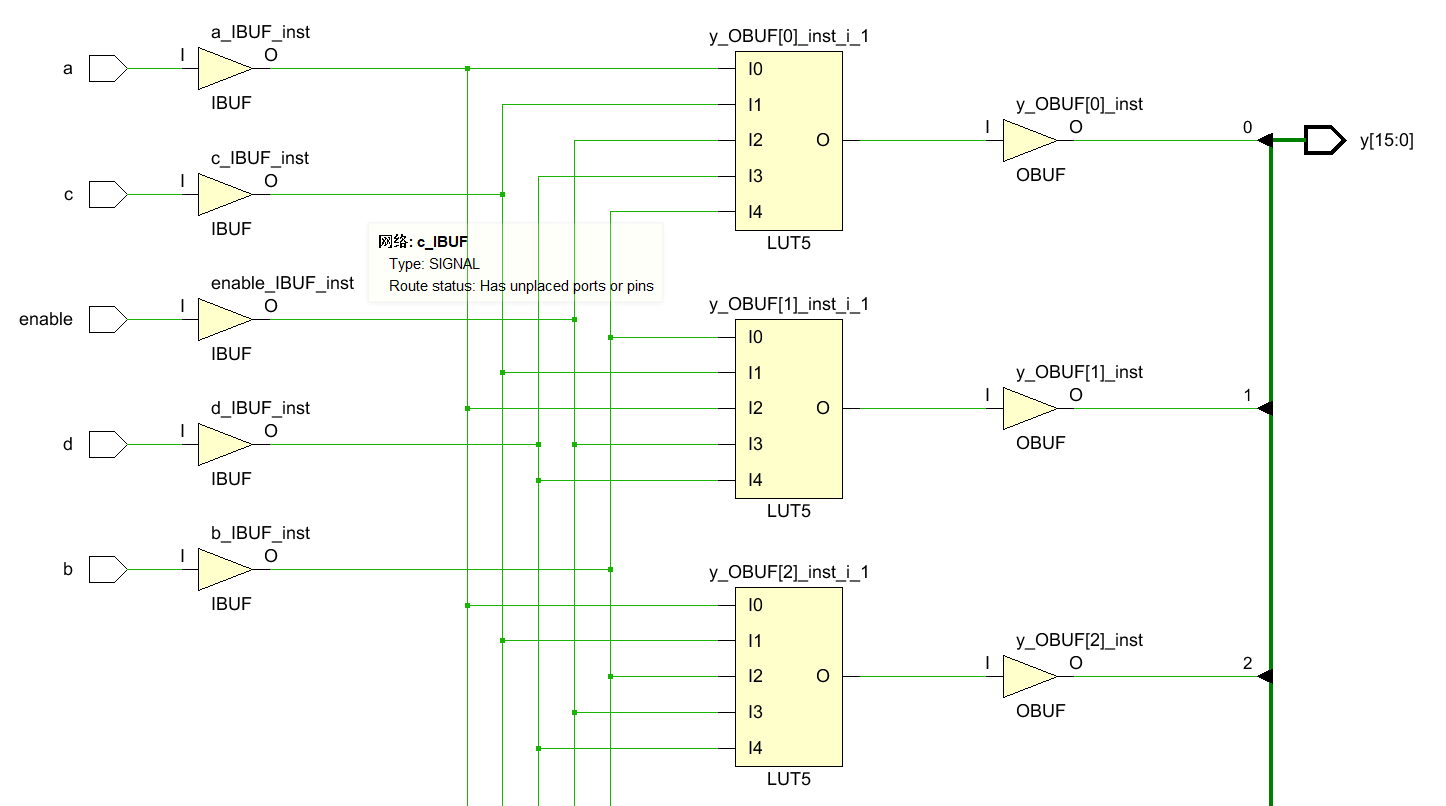 a_IBUF_inst
a
I
O
IBUF
c_IBUF_inst
c
I
O
IBUF
网络: c_IBUF
Type: SIGNAL
Route status: Has unplaced ports or pins
enable_IBUF_inst
enable
I
O
IBUF
d_IBUF_inst
d
I
O
IBUF
b_IBUF_inst
b
I
O
IBUF
y_OBUF[0]_inst_i_1
I0
I1
I2
I3
I4
O
LUT5
y_OBUF[0]_inst
I
O
OBUF
0
y[15:0]
y_OBUF[1]_inst_i_1
I0
I1
I2
I3
I4
O
LUT5
y_OBUF[1]_inst
I
O
OBUF
1
y_OBUF[2]_inst_i_1
I0
I1
I2
I3
I4
O
LUT5
y_OBUF[2]_inst
I
O
OBUF
2